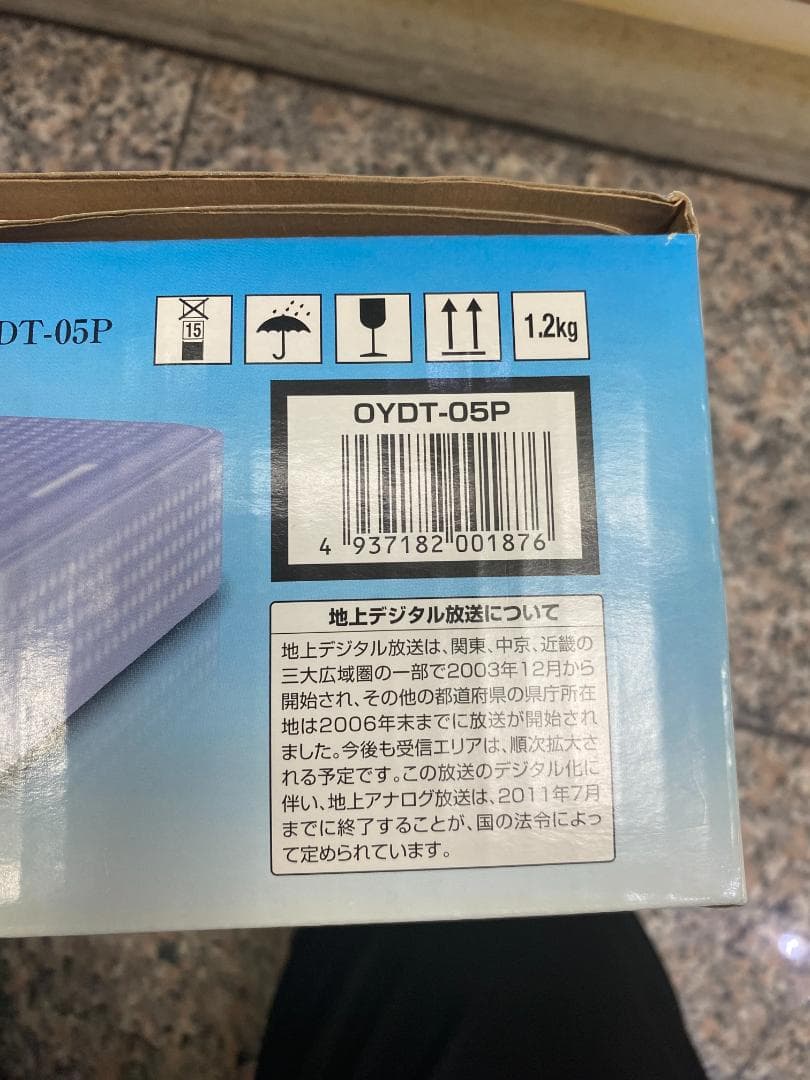 DT-05P
15
1.2kg
OYDT-05P
4 937182 001876
地上デジタル放送について
地上デジタル放送は、関東、中京、近畿の
三大広域圏の一部で2003年12月から
開始され、その他の都道府県の県庁所在
地は2006年末までに放送が開始され
ました。今後も受信エリアは、順次拡大さ
れる予定です。この放送のデジタル化に
伴い、地上アナログ放送は、2011年7月
までに終了することが、国の法令によっ
て定められています。